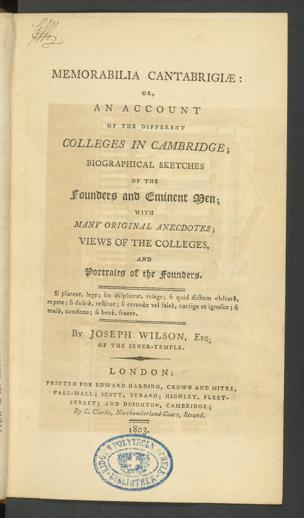 MEMORABILIA CANTABRIGIÆ:
OR,
AN ACCOUNT
OF THE DIFFERENT
COLLEGES IN CAMBRIDGE;
BIOGRAPHICAL SKETCHES
OF THE
Founders and Eminent Men;
WITH
MANY ORIGINAL ANECDOTES;
VIEWS OF THE COLLEGES,
AND
Portraits of the Founders.
Si placeat, lege; sin displiceat, relege; si quid dictum obscurè,
repete; si dubiè, restitue; si erroneè vel falsè, corrige et ignosce; si
malè, condona; si benè, fruere.
By JOSEPH WILSON, Esq.
OF THE INNER-TEMPLE.
LONDON:
PRINTED FOR EDWARD HARDING, CROWN AND MITRE,
PALL-MALL; SCOTT, STRAND; HIGHLEY, FLEET-
STREET; AND DEIGHTON, CAMBRIDGE;
By C. Clarke, Northumberland-Court, Strand.
1803.
POLYTECHN
BIBLIOTHEK